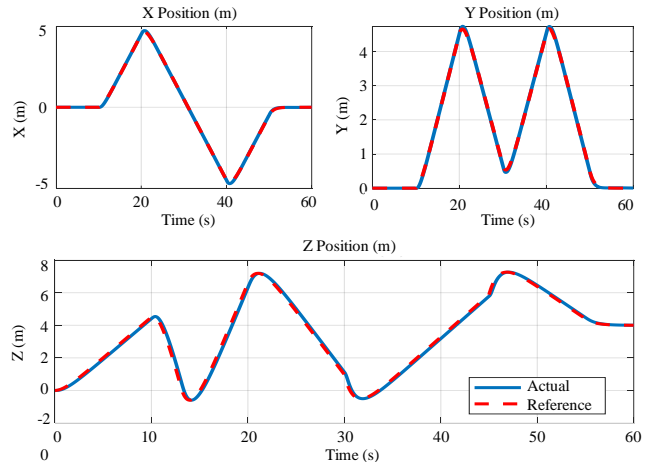 X Position (m)
5
0
-5
X (m)
0 20 40 60
Time (s)
Y Position (m)
4
3
2
1
0
Y (m)
0 20 40 60
Time (s)
Z Position (m)
8
6
4
2
0
-2
Z (m)
0 10 20 30 40 50 60
0
Time (s)
Actual
Reference